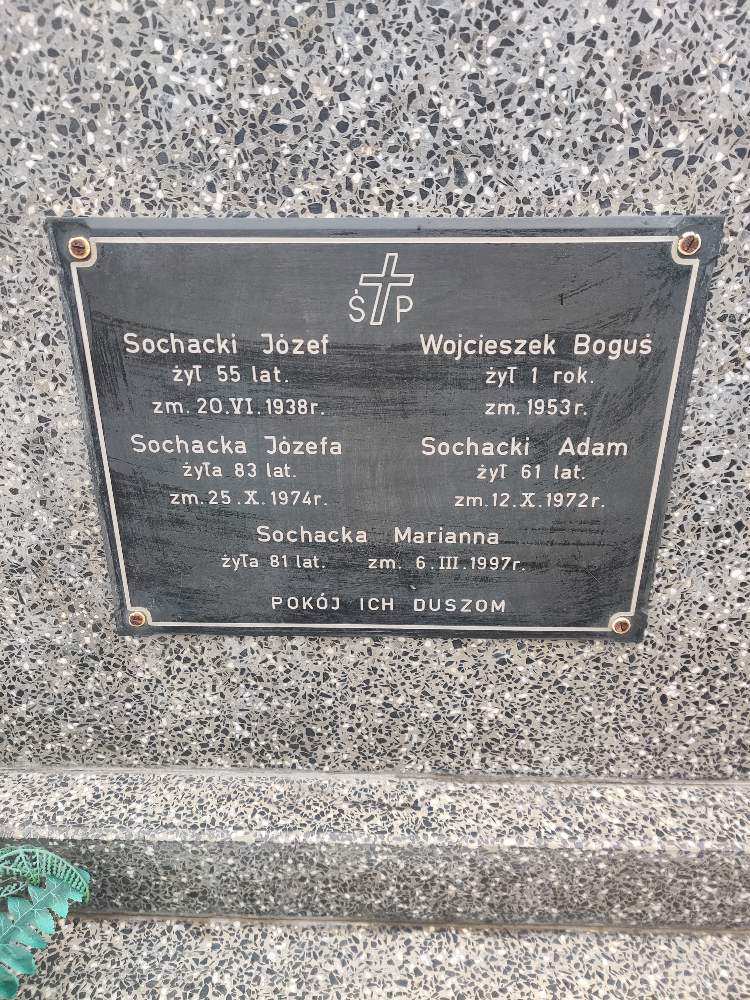 Ś P
Sochacki Józef
żył 55 lat.
zm. 20.VI.1938r.
Wojcieszek Boguś
żył 1 rok.
zm. 1953r.
Sochacka Józefa
żyła 83 lat.
zm. 25.X.1974r.
Sochacki Adam
żył 61 lat.
zm. 12.X.1972r.
Sochacka Marianna
żyła 81 lat. zm. 6.III.1997r.
POKÓJ ICH DUSZOM